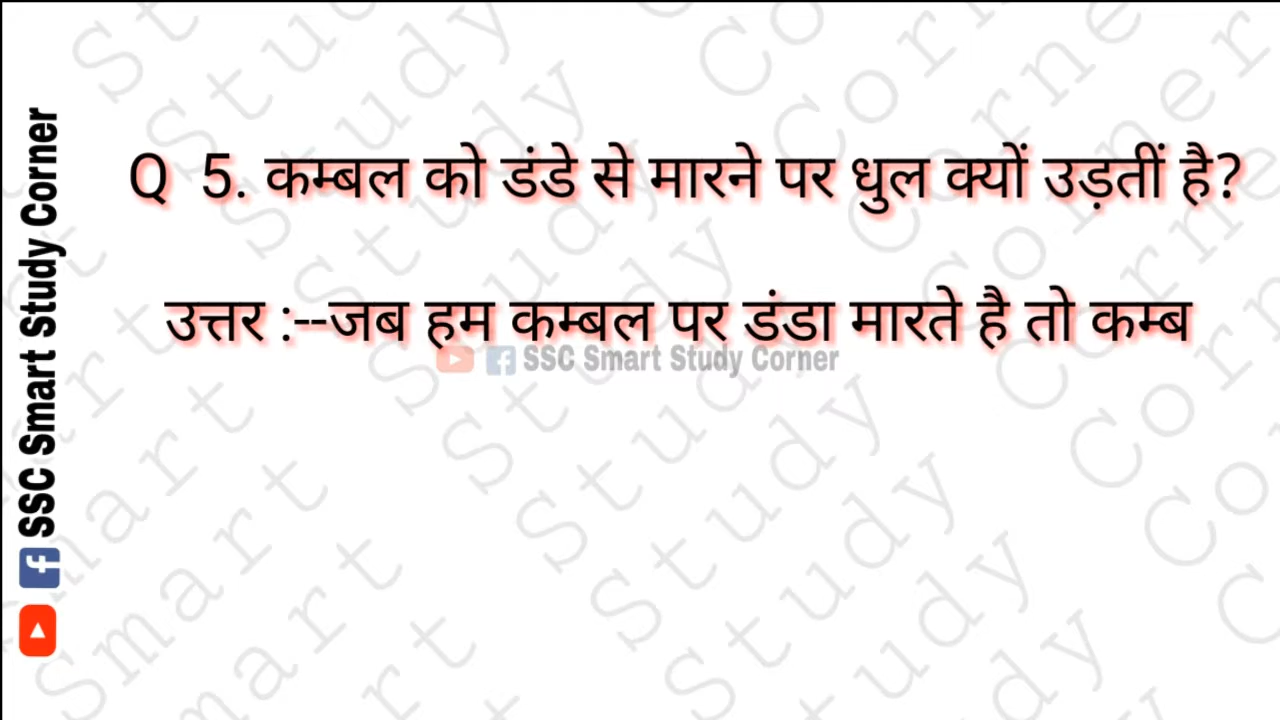 Q 5. कम्बल को डंडे से मारने पर धुल क्यों उड़तीं है?
उत्तर :--जब हम कम्बल पर डंडा मारते है तो कम्ब
SSC Smart Study Corner
SSC Smart Study Corner